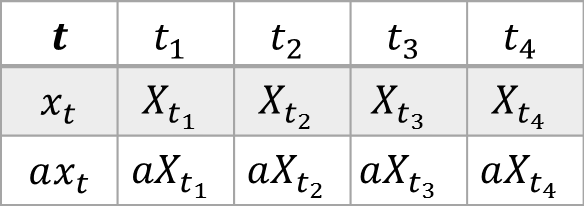 t t₁ t₂ t₃ t₄
xₜ Xₜ₁ Xₜ₂ Xₜ₃ Xₜ₄
axₜ aXₜ₁ aXₜ₂ aXₜ₃ aXₜ₄